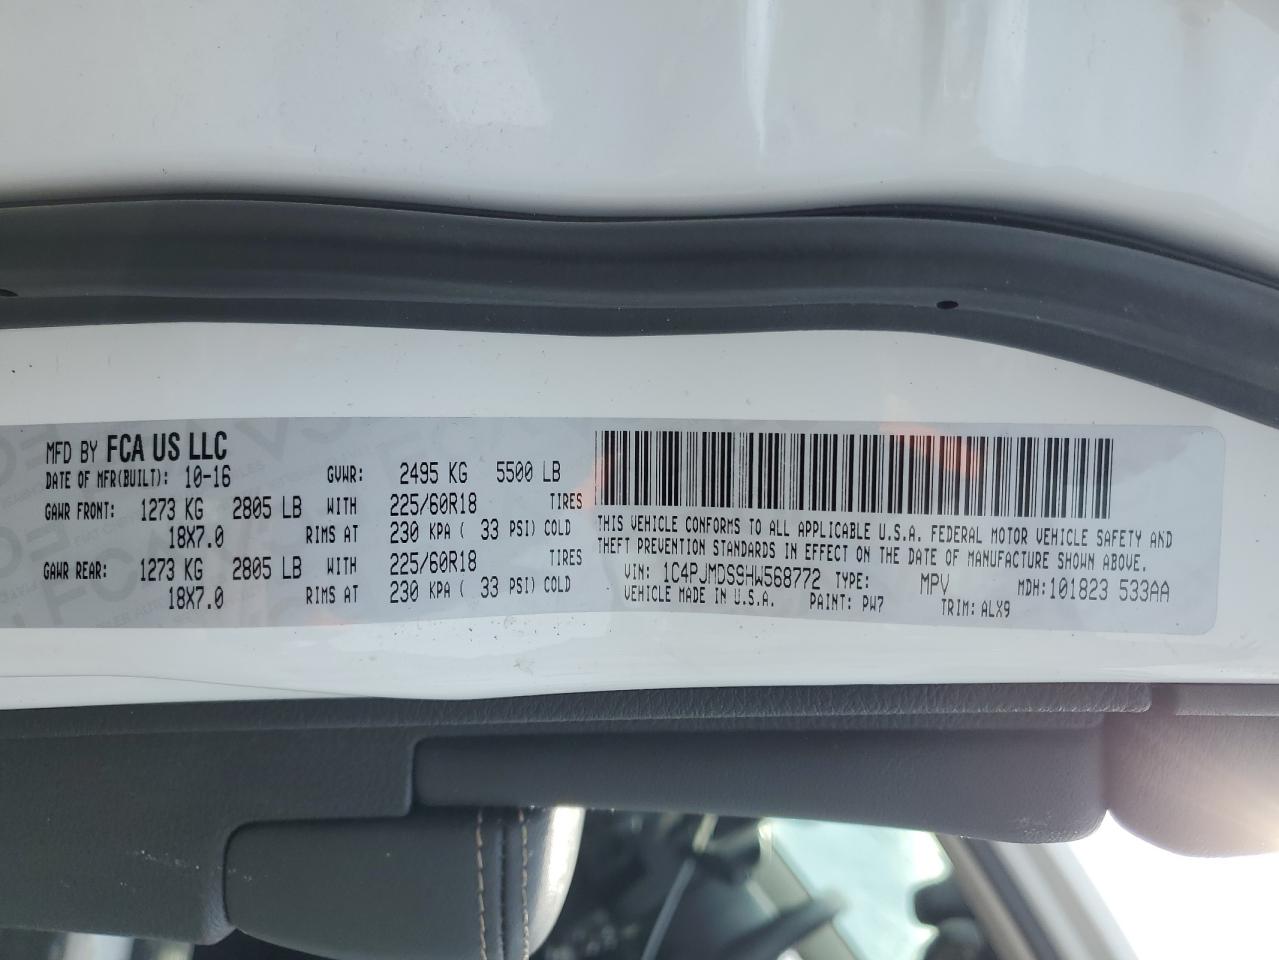 MFD BY FCA US LLC
DATE OF MFR(BUILT): 10-16 GVWR: 2495 KG 5500 LB
GAWR FRONT: 1273 KG 2805 LB WITH 225/60R18 TIRES
18X7.0 RIMS AT 230 KPA ( 33 PSI) COLD
GAWR REAR: 1273 KG 2805 LB WITH 225/60R18 TIRES
18X7.0 RIMS AT 230 KPA ( 33 PSI) COLD
THIS VEHICLE CONFORMS TO ALL APPLICABLE U.S.A. FEDERAL MOTOR VEHICLE SAFETY AND
THEFT PREVENTION STANDARDS IN EFFECT ON THE DATE OF MANUFACTURE SHOWN ABOVE.
VIN: 1C4PJMDS9HW568772 TYPE: MPV MDH: 101823 533AA
VEHICLE MADE IN U.S.A. PAINT: PW7 TRIM: ALX9